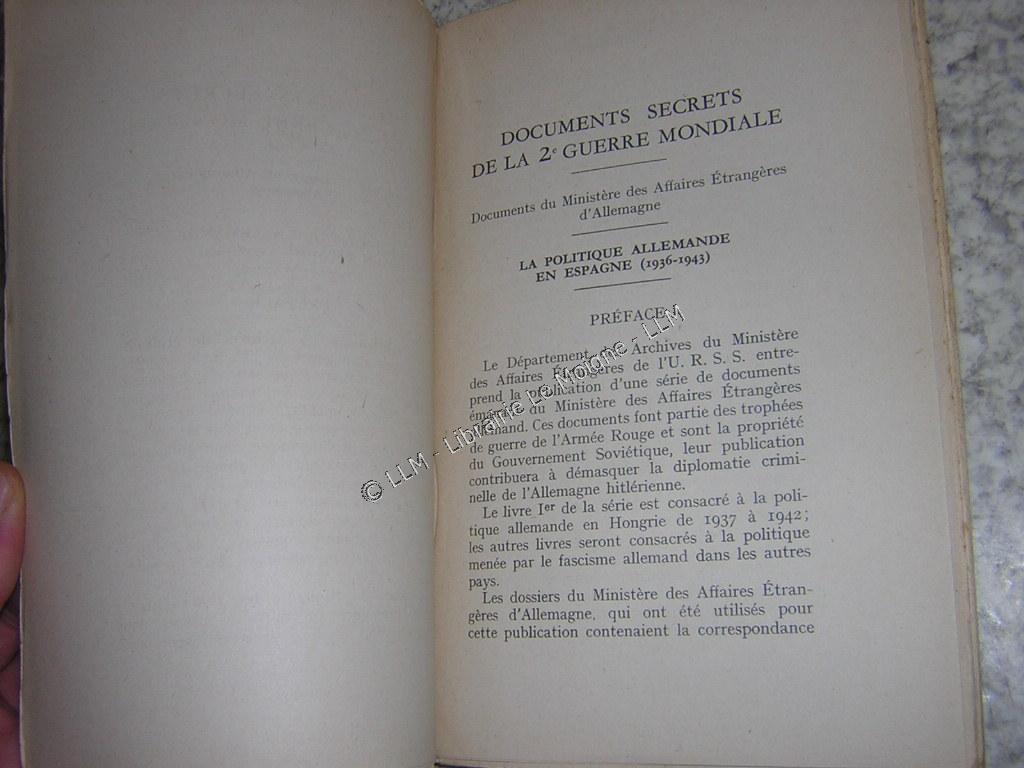 DOCUMENTS SECRETS
DE LA 2e GUERRE MONDIALE
Documents du Ministère des Affaires Étrangères
d'Allemagne
LA POLITIQUE ALLEMANDE
EN ESPAGNE (1936-1943)
PRÉFACE
Le Département des Archives du Ministère
des Affaires Étrangères de l'U. R. S. S. entre-
prend la publication d'une série de documents
du Ministère des Affaires Étrangères
Allemand. Ces documents font partie des trophées
de guerre de l'Armée Rouge et sont la propriété
du Gouvernement Soviétique, leur publication
contribuera à démasquer la diplomatie crimi-
nelle de l'Allemagne hitlérienne.
Le livre Ier de la série est consacré à la poli-
tique allemande en Hongrie de 1937 à 1942;
les autres livres seront consacrés à la politique
menée par le fascisme allemand dans les autres
pays.
Les dossiers du Ministère des Affaires Étran-
gères d'Allemagne, qui ont été utilisés pour
cette publication contenaient la correspondance
© LLM - Librairie Le Moione - LLM